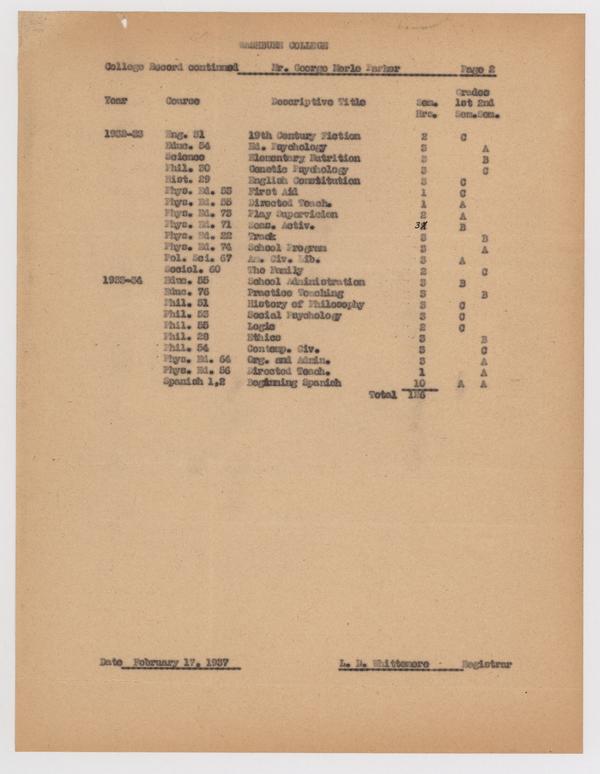 WASHBURN COLLEGE
College Record continued Mr. George Merle Parker Page 2
Grades
Year Course Descriptive Title Sem. 1st 2nd
Hrs. Sem.Sem.
1932-33 Eng. 31 19th Century Fiction 2 C
Educ. 54 Ed. Psychology 3 A
Science Elementary Nutrition 3 B
Phil. 30 Genetic Psychology 3 C
Hist. 29 English Constitution 3 C
Phys. Ed. 53 First Aid 1 C
Phys. Ed. 55 Directed Teach. 1 A
Phys. Ed. 73 Play Supervision 2 A
Phys. Ed. 71 Seas. Activ. 3 B
Phys. Ed. 22 Track 3 B
Phys. Ed. 74 School Program 3 A
Pol. Sci. 67 Am. Civ. Lib. 3 A
Sociol. 60 The Family 2 C
1933-34 Educ. 55 School Administration 3 B
Educ. 76 Practice Teaching 3 B
Phil. 51 History of Philosophy 3 C
Phil. 53 Social Psychology 3 C
Phil. 55 Logic 2 C
Phil. 28 Ethics 3 B
Phil. 54 Contemp. Civ. 3 C
Phys. Ed. 64 Org. and Admin. 3 A
Phys. Ed. 56 Directed Teach. 1 A
Spanish 1,2 Beginning Spanish 10 A A
Total
Date February 17, 1937 L. D. Whittemore Registrar